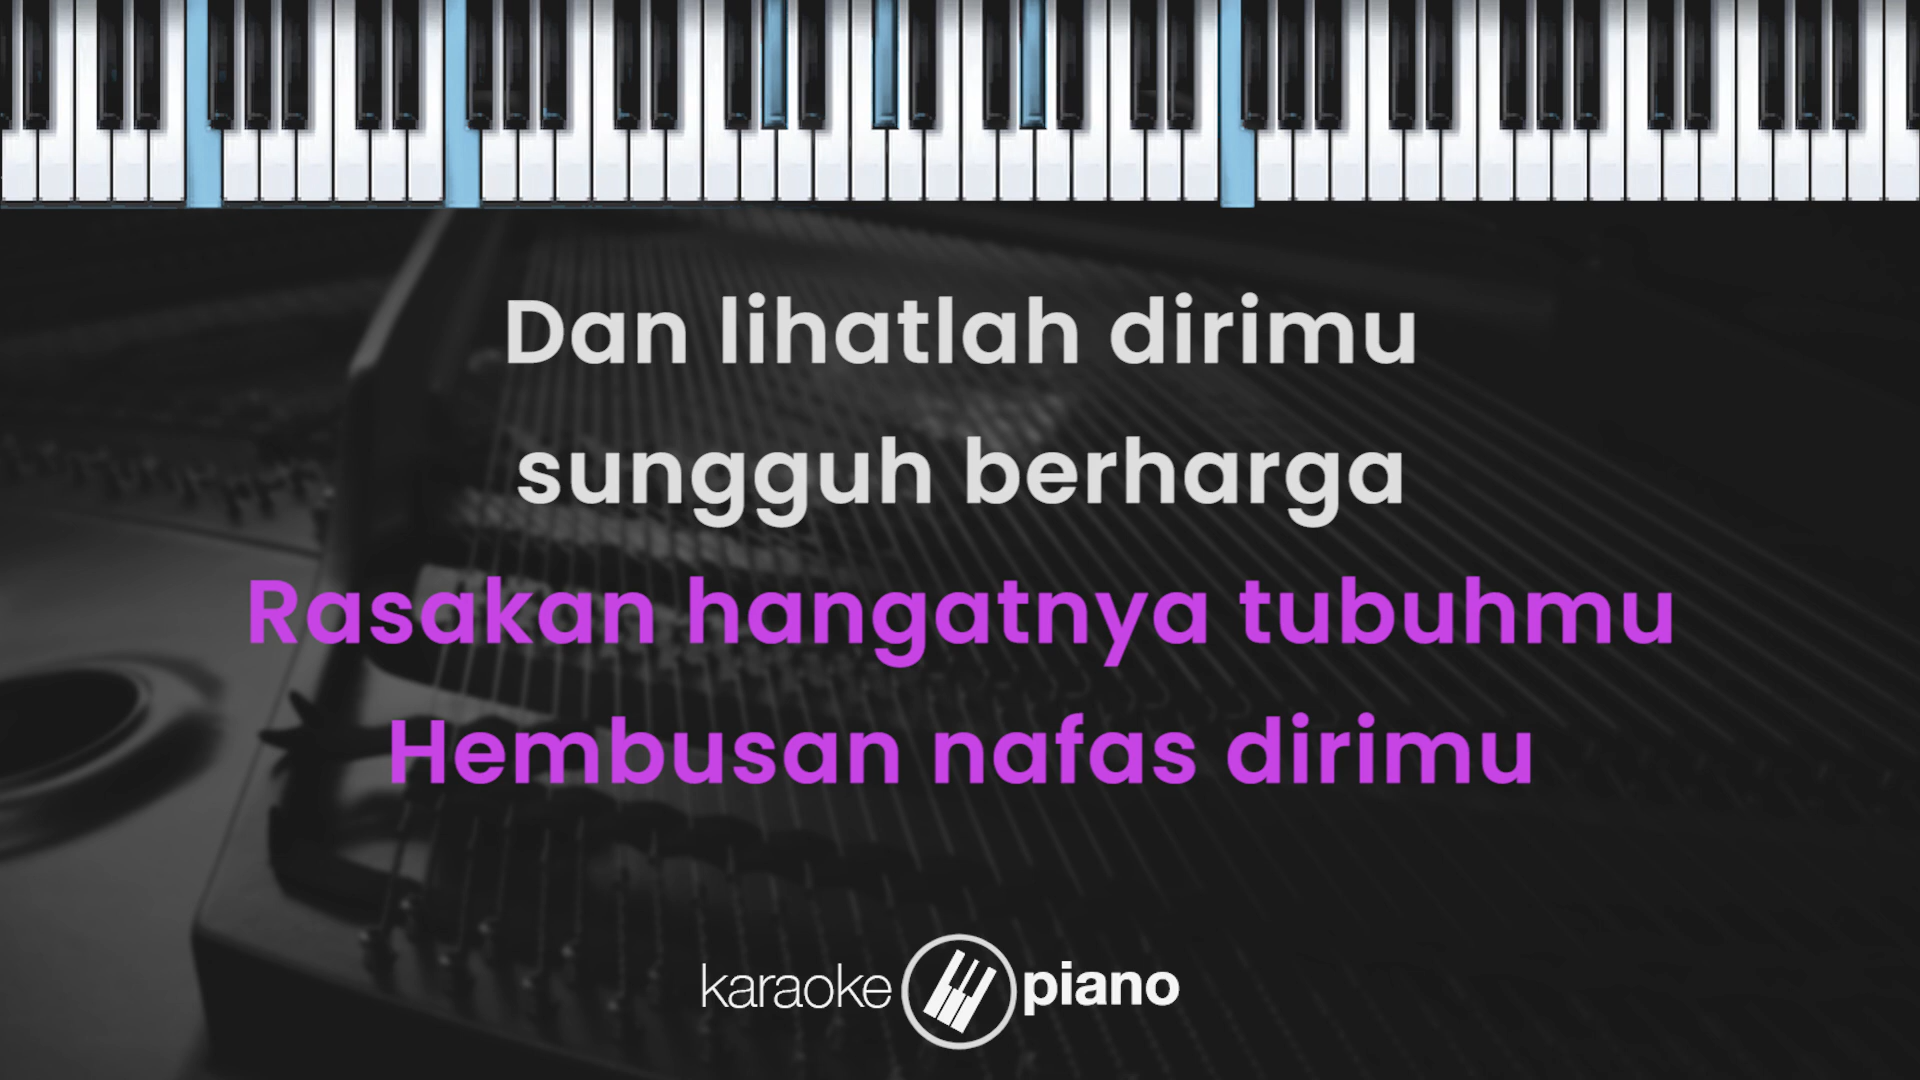 Dan lihatlah dirimu
sungguh berharga
Rasakan hangatnya tubuhmu
Hembusan nafas dirimu
karaoke piano